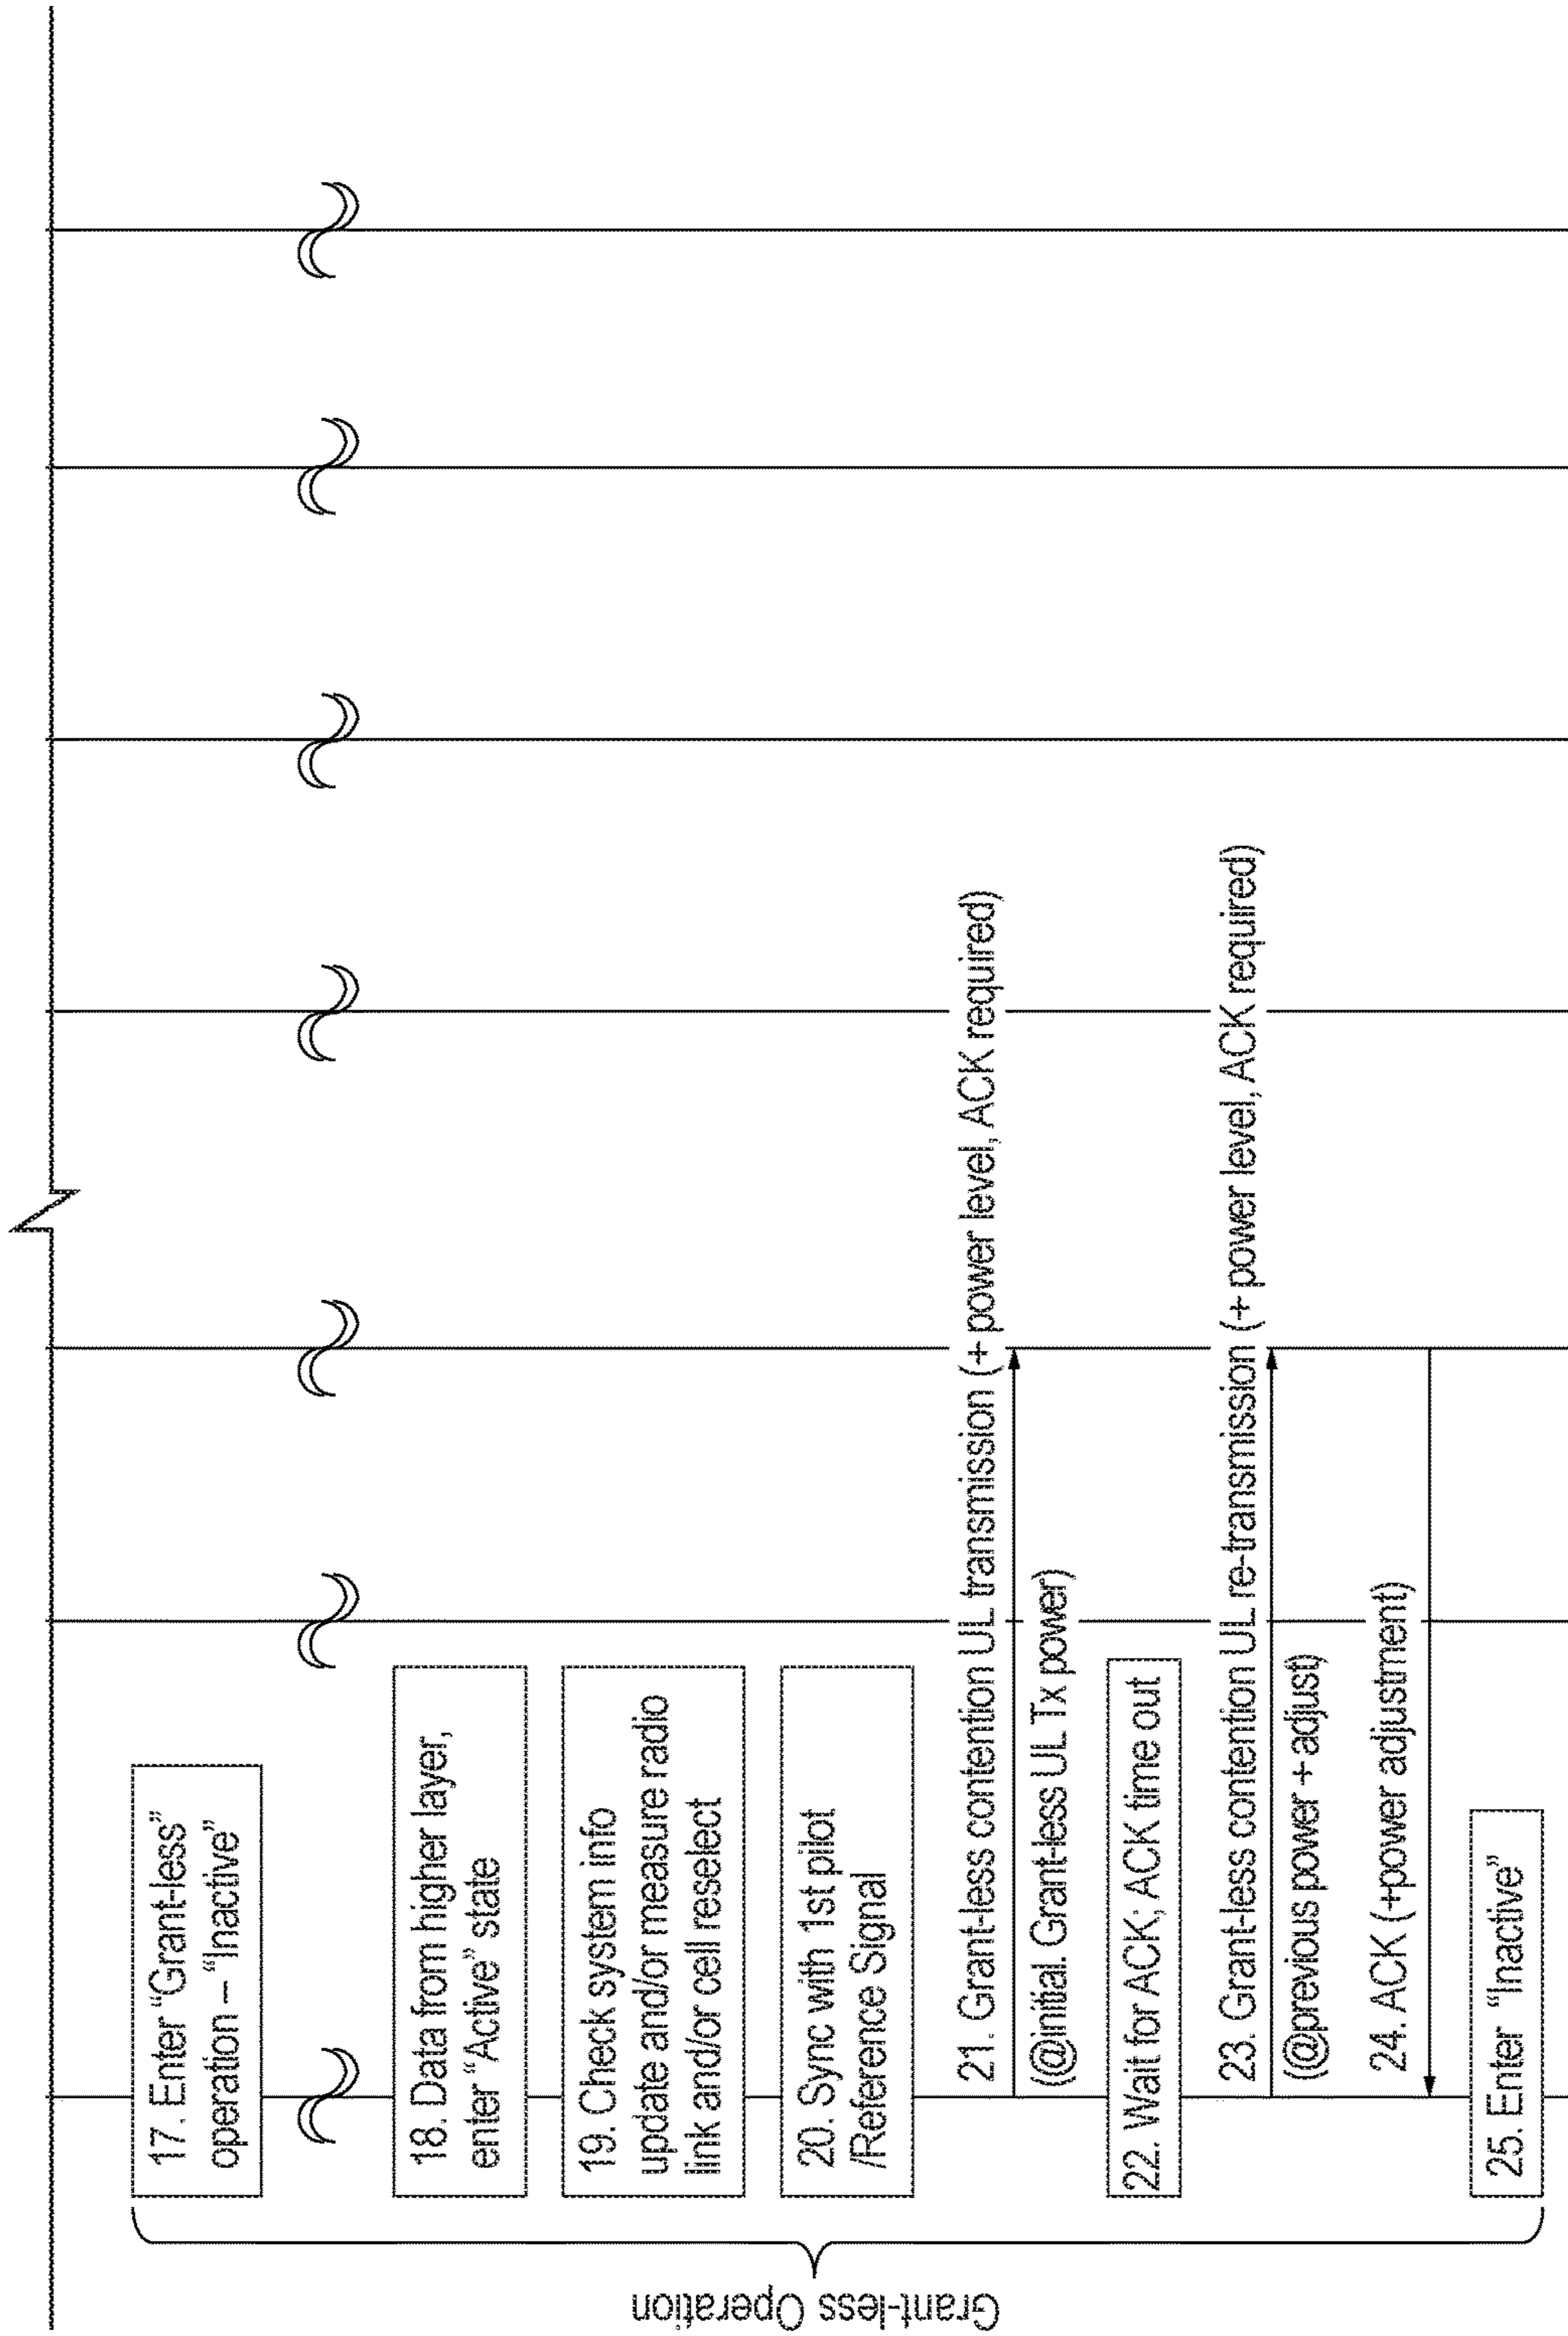 Grant-less Operation
17. Enter “Grant-less”
operation – “Inactive”
18. Data from higher layer,
enter “Active” state
19. Check system info
update and/or measure radio
link and/or cell reselect
20. Sync with 1st pilot
/Reference Signal
21. Grant-less contention UL transmission (+ power level, ACK required)
(@initial. Grant-less UL Tx power)
22. Wait for ACK; ACK time out
23. Grant-less contention UL re-transmission (+ power level, ACK required)
(@previous power + adjust)
24. ACK (+power adjustment)
25. Enter “Inactive”